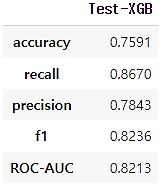 Test-XGB
accuracy 0.7591
recall 0.8670
precision 0.7843
f1 0.8236
ROC-AUC 0.8213